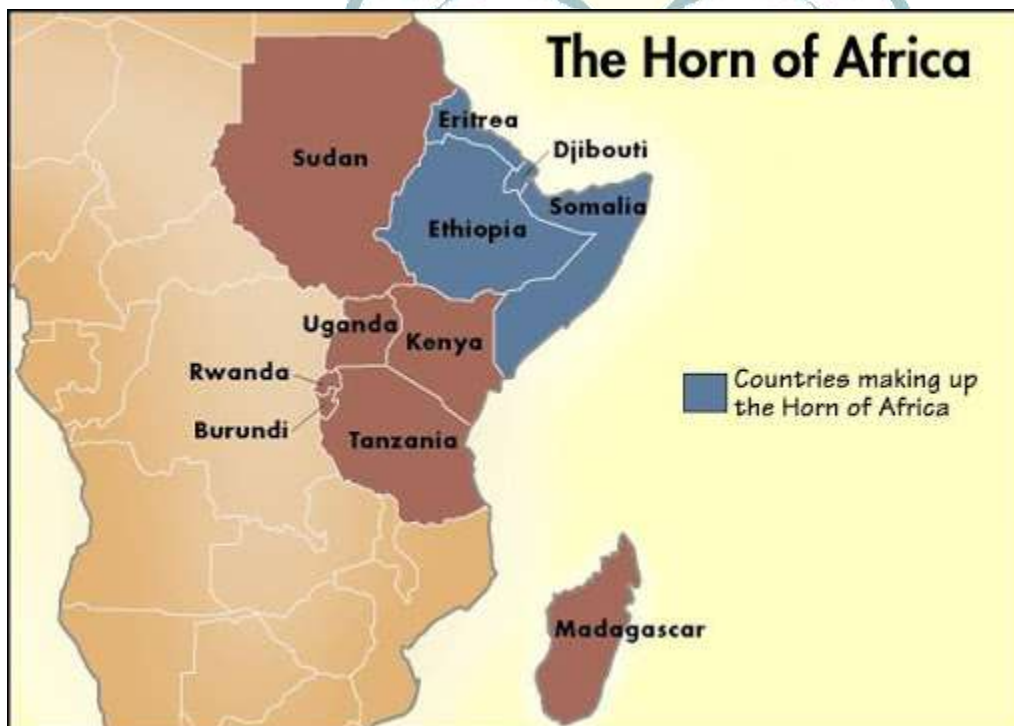 The Horn of Africa
Eritrea
Djibouti
Sudan
Somalia
Ethiopia
Uganda
Kenya
Rwanda
Countries making up
the Horn of Africa
Burundi
Tanzania
Madagascar